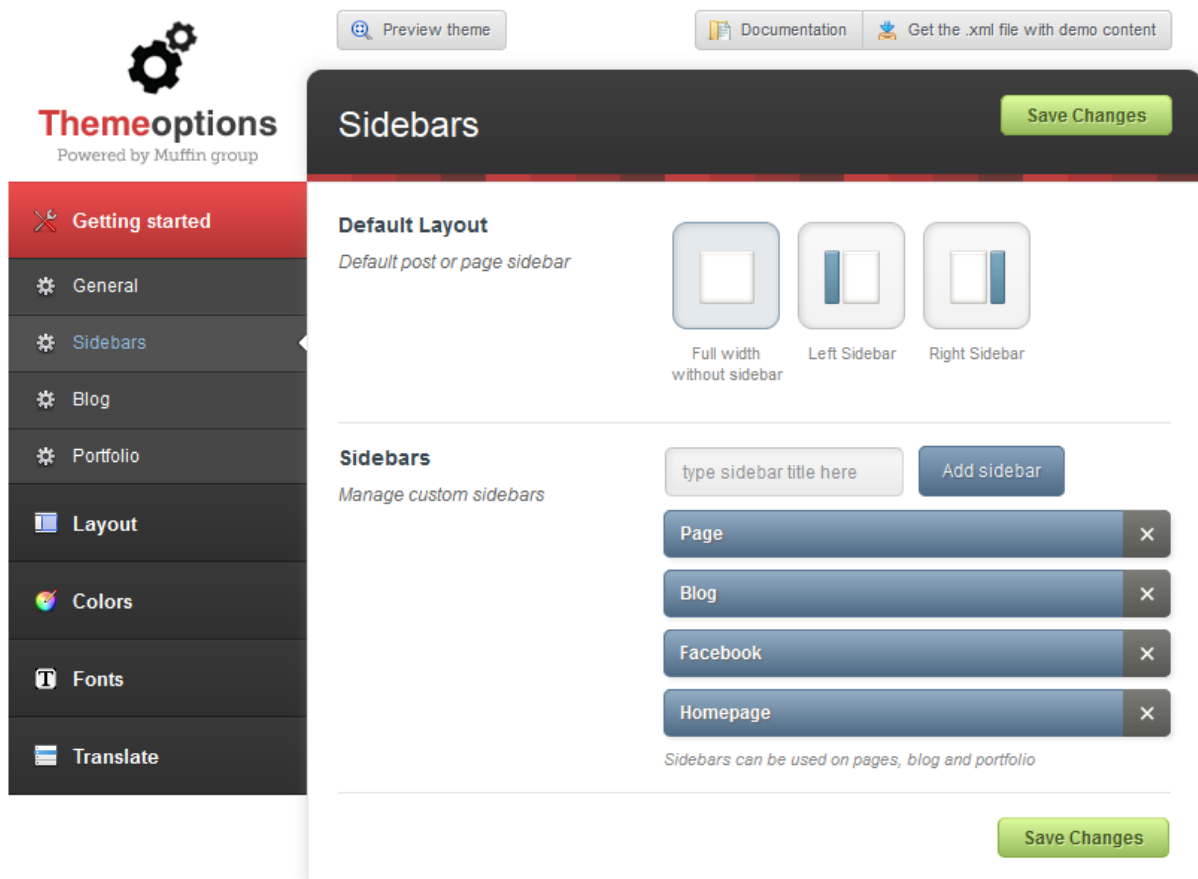 Preview theme
Documentation
Get the .xml file with demo content
Themeoptions
Powered by Muffin group
Sidebars
Save Changes
Getting started
General
Sidebars
Blog
Portfolio
Layout
Colors
Fonts
Translate
Default Layout
Default post or page sidebar
Full width
without sidebar
Left Sidebar
Right Sidebar
Sidebars
Manage custom sidebars
type sidebar title here
Add sidebar
Page
Blog
Facebook
Homepage
Sidebars can be used on pages, blog and portfolio
Save Changes